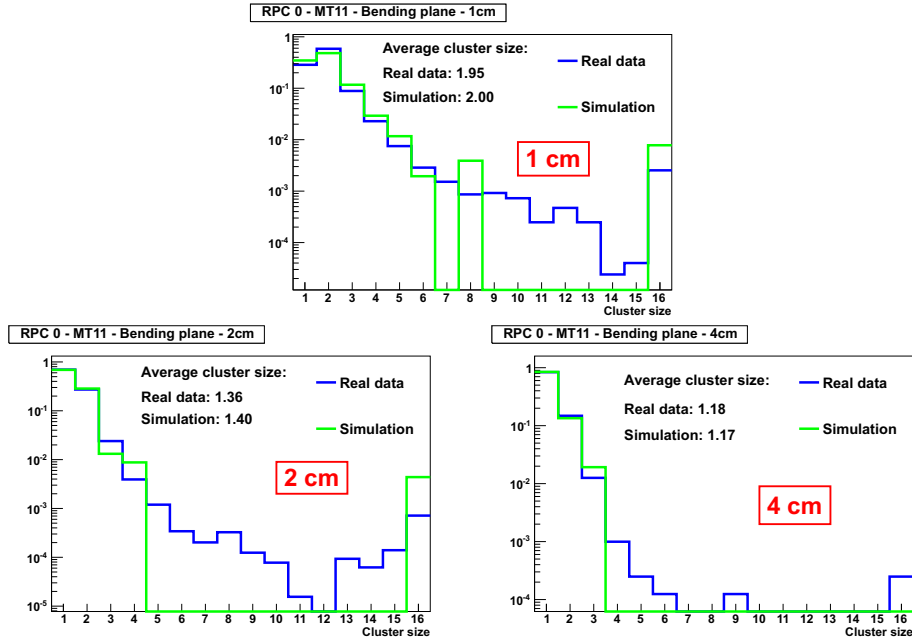 RPC 0 - MT11 - Bending plane - 1cm
1
10-1
10-2
10-3
10-4
Average cluster size:
Real data: 1.95
Simulation: 2.00
Real data
Simulation
1 cm
1 2 3 4 5 6 7 8 9 10 11 12 13 14 15 16
Cluster size
RPC 0 - MT11 - Bending plane - 2cm
1
10-1
10-2
10-3
10-4
10-5
Average cluster size:
Real data: 1.36
Simulation: 1.40
Real data
Simulation
2 cm
1 2 3 4 5 6 7 8 9 10 11 12 13 14 15 16
Cluster size
RPC 0 - MT11 - Bending plane - 4cm
1
10-1
10-2
10-3
10-4
Average cluster size:
Real data: 1.18
Simulation: 1.17
Real data
Simulation
4 cm
1 2 3 4 5 6 7 8 9 10 11 12 13 14 15 16
Cluster size